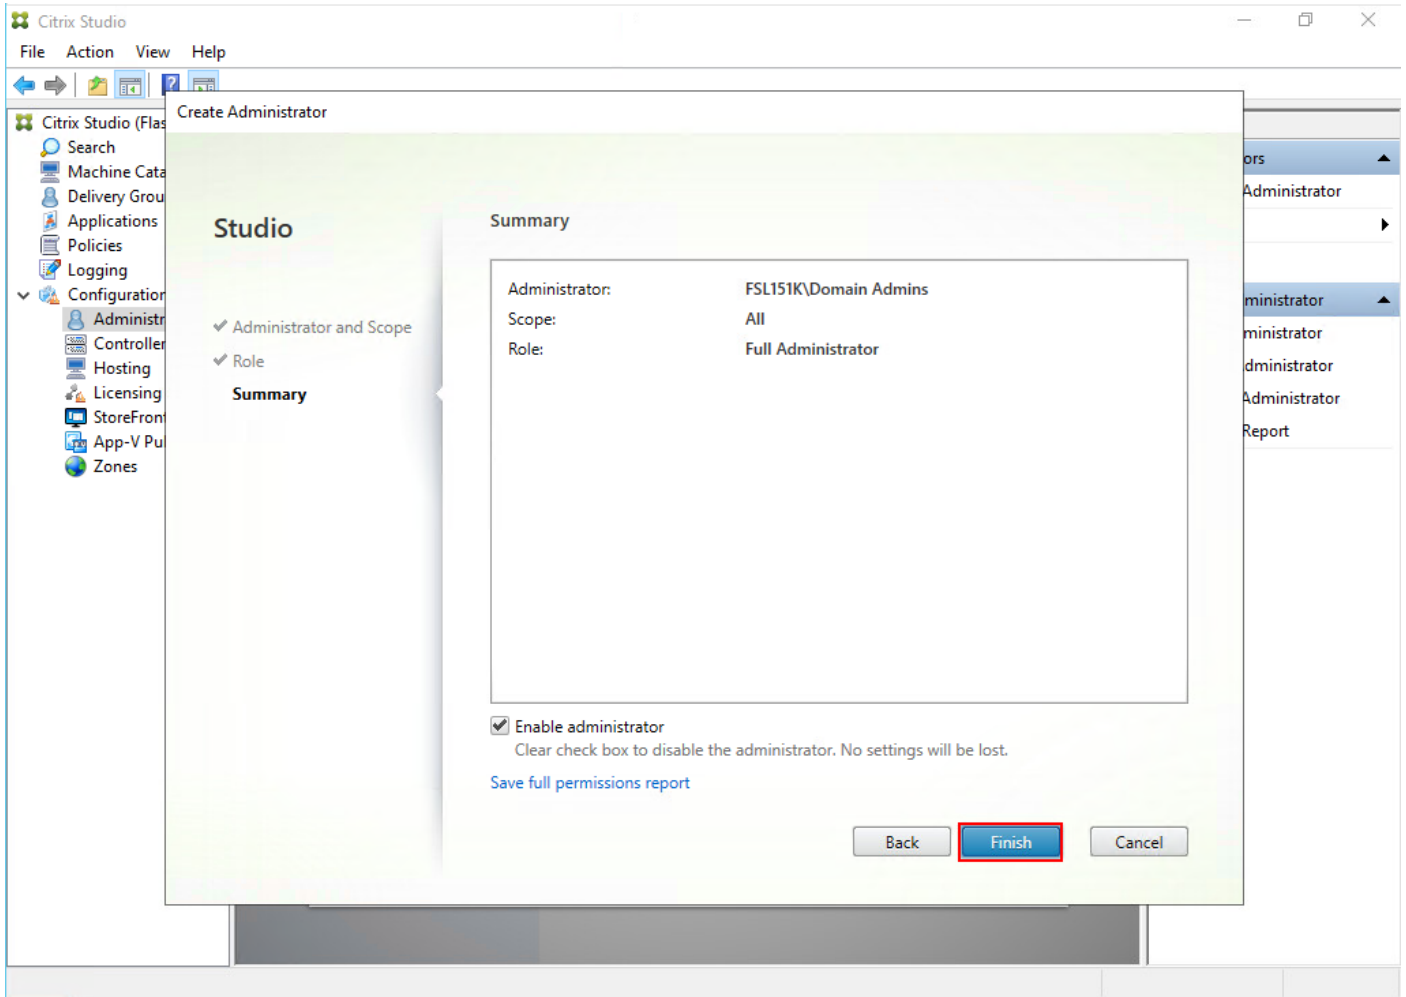 Citrix Studio
File Action View Help
Create Administrator
Citrix Studio (Flas
Search
Machine Cata
Delivery Grou
Applications
Policies
Logging
Configuration
Administr
Controller
Hosting
Licensing
StoreFront
App-V Pul
Zones
Studio
Administrator and Scope
Role
Summary
Summary
Administrator: FSL151K\Domain Admins
Scope: All
Role: Full Administrator
Enable administrator
Clear check box to disable the administrator. No settings will be lost.
Save full permissions report
Back Finish Cancel
ors
Administrator
ministrator
ministrator
dministrator
Administrator
Report